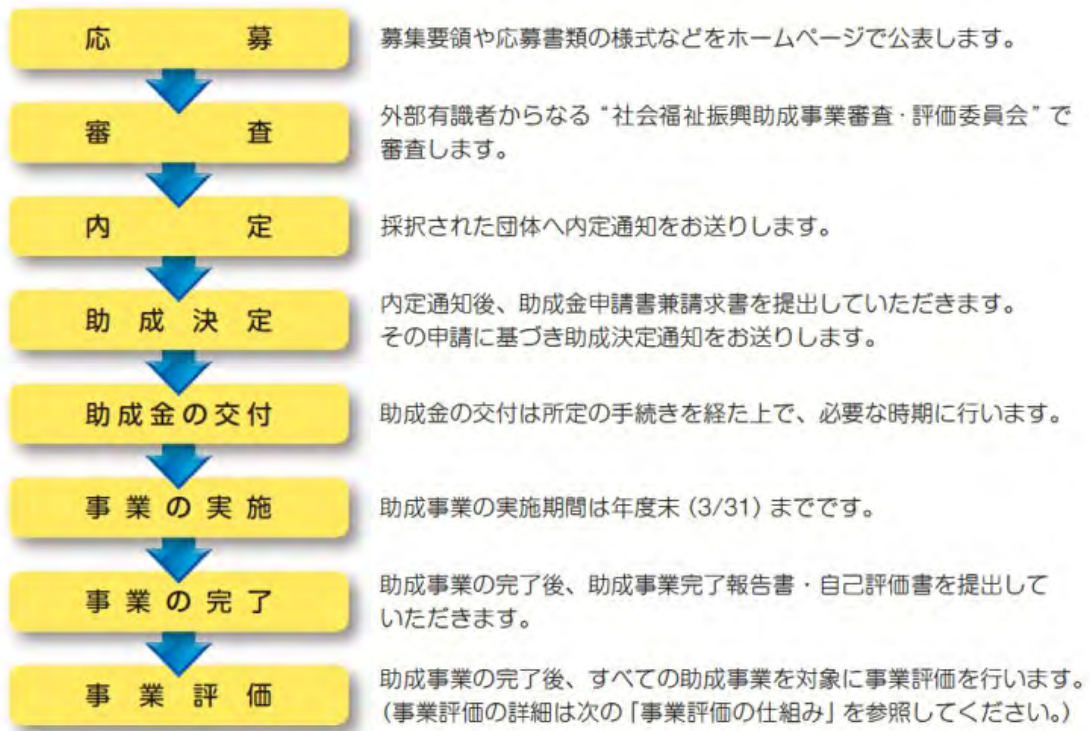 応募
募集要領や応募書類の様式などをホームページで公表します。
審査
外部有識者からなる“社会福祉振興助成事業審査・評価委員会”で
審査します。
内定
採択された団体へ内定通知をお送りします。
助成決定
内定通知後、助成金申請書兼請求書を提出していただきます。
その申請に基づき助成決定通知をお送りします。
助成金の交付
助成金の交付は所定の手続きを経た上で、必要な時期に行います。
事業の実施
助成事業の実施期間は年度末（3/31）までです。
事業の完了
助成事業の完了後、助成事業完了報告書・自己評価書を提出して
いただきます。
事業評価
助成事業の完了後、すべての助成事業を対象に事業評価を行います。
（事業評価の詳細は次の「事業評価の仕組み」を参照してください。）